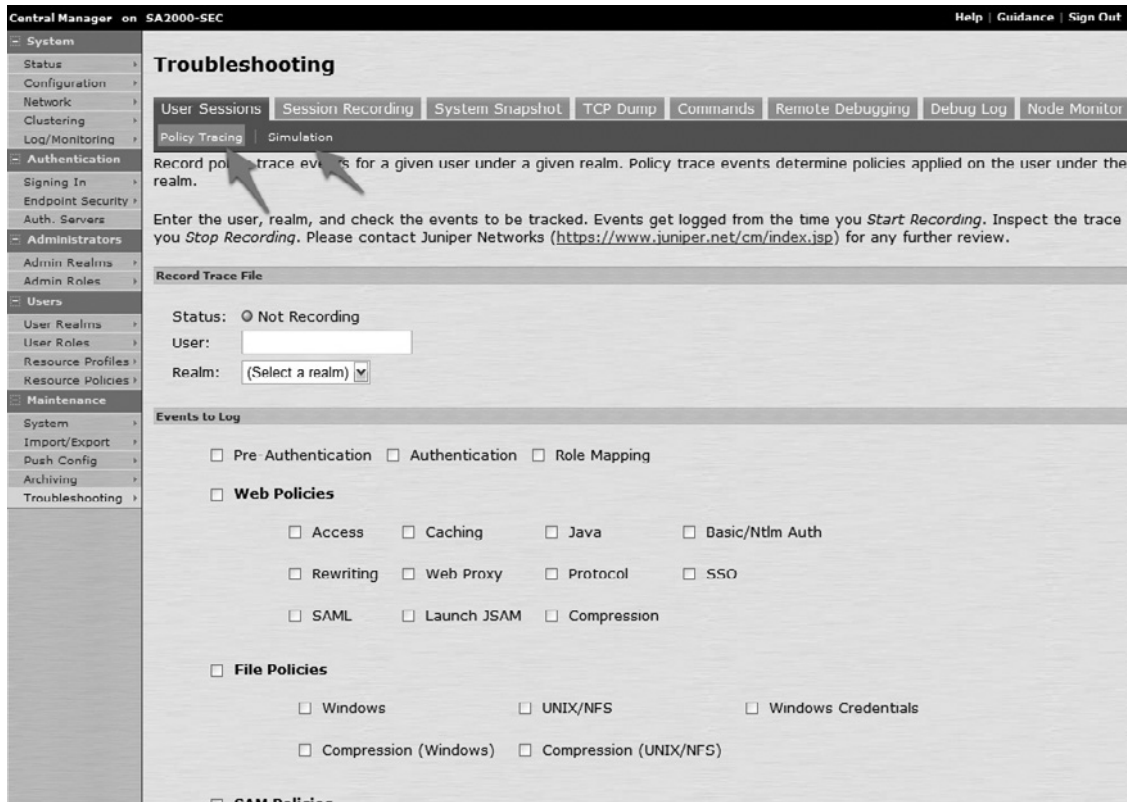 Central Manager on SA2000-SEC
Help | Guidance | Sign Out
System
Status
Configuration
Network
Clustering
Log/Monitoring
Authentication
Signing In
Endpoint Security
Auth. Servers
Administrators
Admin Realms
Admin Roles
Users
User Realms
User Roles
Resource Profiles
Resource Policies
Maintenance
System
Import/Export
Push Config
Archiving
Troubleshooting
Troubleshooting
User Sessions Session Recording System Snapshot TCP Dump Commands Remote Debugging Debug Log Node Monitor
Policy Tracing | Simulation
Record policy trace events for a given user under a given realm. Policy trace events determine policies applied on the user under the
realm.
Enter the user, realm, and check the events to be tracked. Events get logged from the time you Start Recording. Inspect the trace
you Stop Recording. Please contact Juniper Networks (https://www.juniper.net/cm/index.jsp) for any further review.
Record Trace File
Status: Not Recording
User:
Realm: (Select a realm)
Events to Log
Pre-Authentication Authentication Role Mapping
Web Policies
Access Caching Java Basic/Ntlm Auth
Rewriting Web Proxy Protocol SSO
SAML Launch JSAM Compression
File Policies
Windows UNIX/NFS Windows Credentials
Compression (Windows) Compression (UNIX/NFS)
SAM Policies